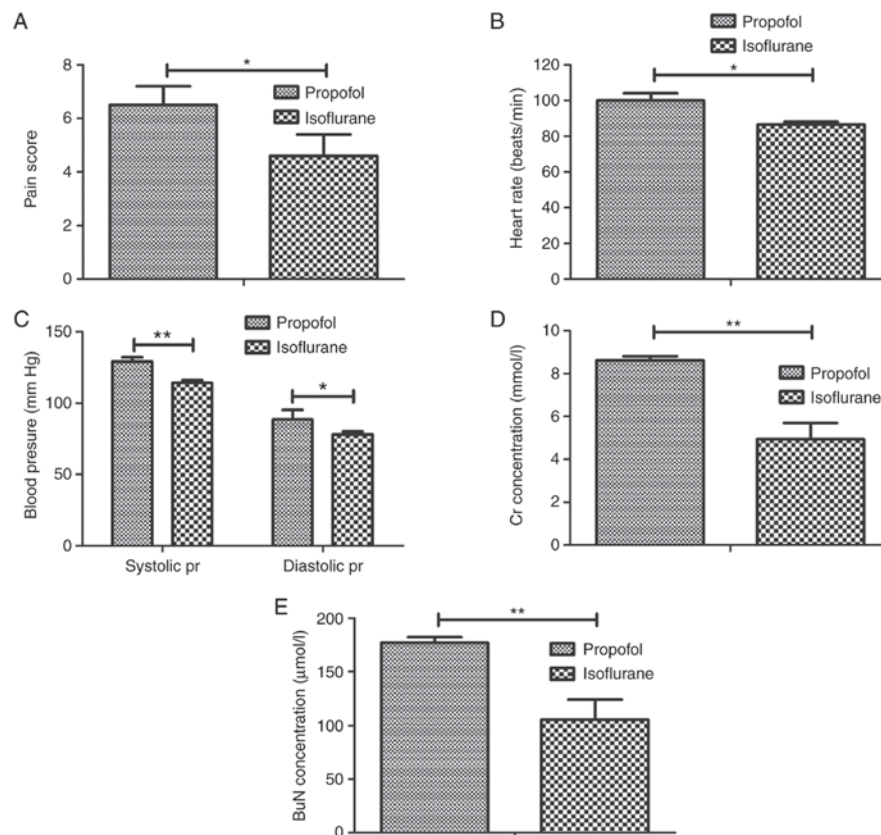 A
Pain score
8
6
4
2
0
*
Propofol
Isoflurane
B
Propofol
Isoflurane
Heart rate (beats/min)
120
100
80
60
40
20
0
*
C
Blood presure (mm Hg)
150
100
50
0
**
*
Propofol
Isoflurane
Systolic pr
Diastolic pr
D
Cr concentration (mmol/l)
10
8
6
4
2
0
**
Propofol
Isoflurane
E
BuN concentration (µmol/l)
200
150
100
50
0
**
Propofol
Isoflurane